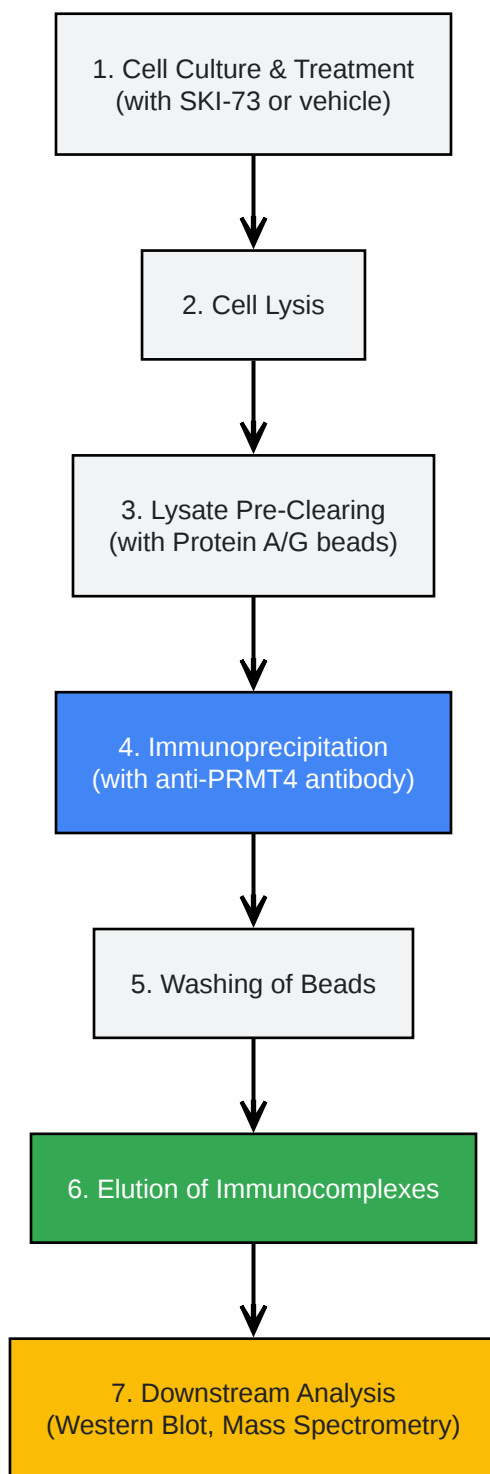 1. Cell Culture & Treatment
(with SKI-73 or vehicle)
2. Cell Lysis
3. Lysate Pre-Clearing
(with Protein A/G beads)
4. Immunoprecipitation
(with anti-PRMT4 antibody)
5. Washing of Beads
6. Elution of Immunocomplexes
7. Downstream Analysis
(Western Blot, Mass Spectrometry)